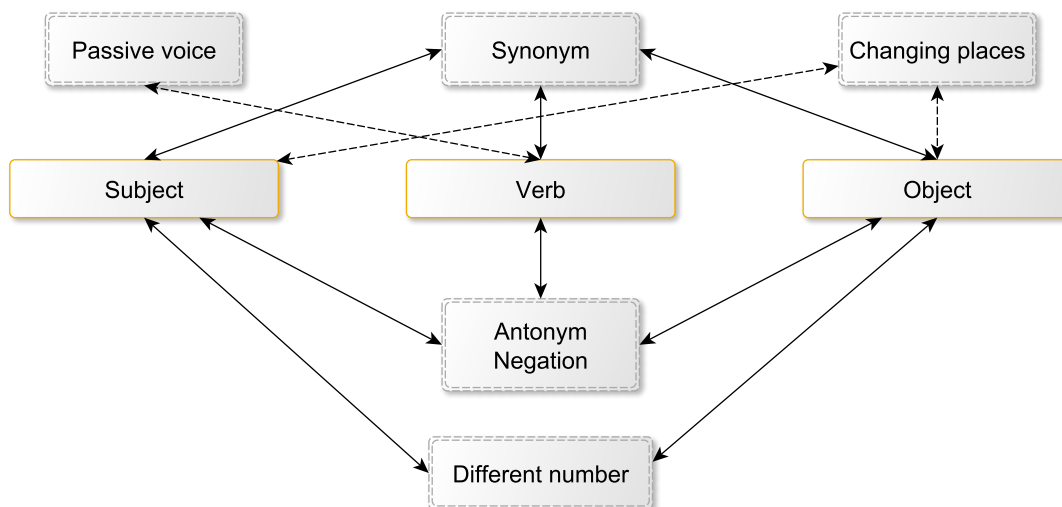 Passive voice
Synonym
Changing places
Subject
Verb
Object
Antonym
Negation
Different number